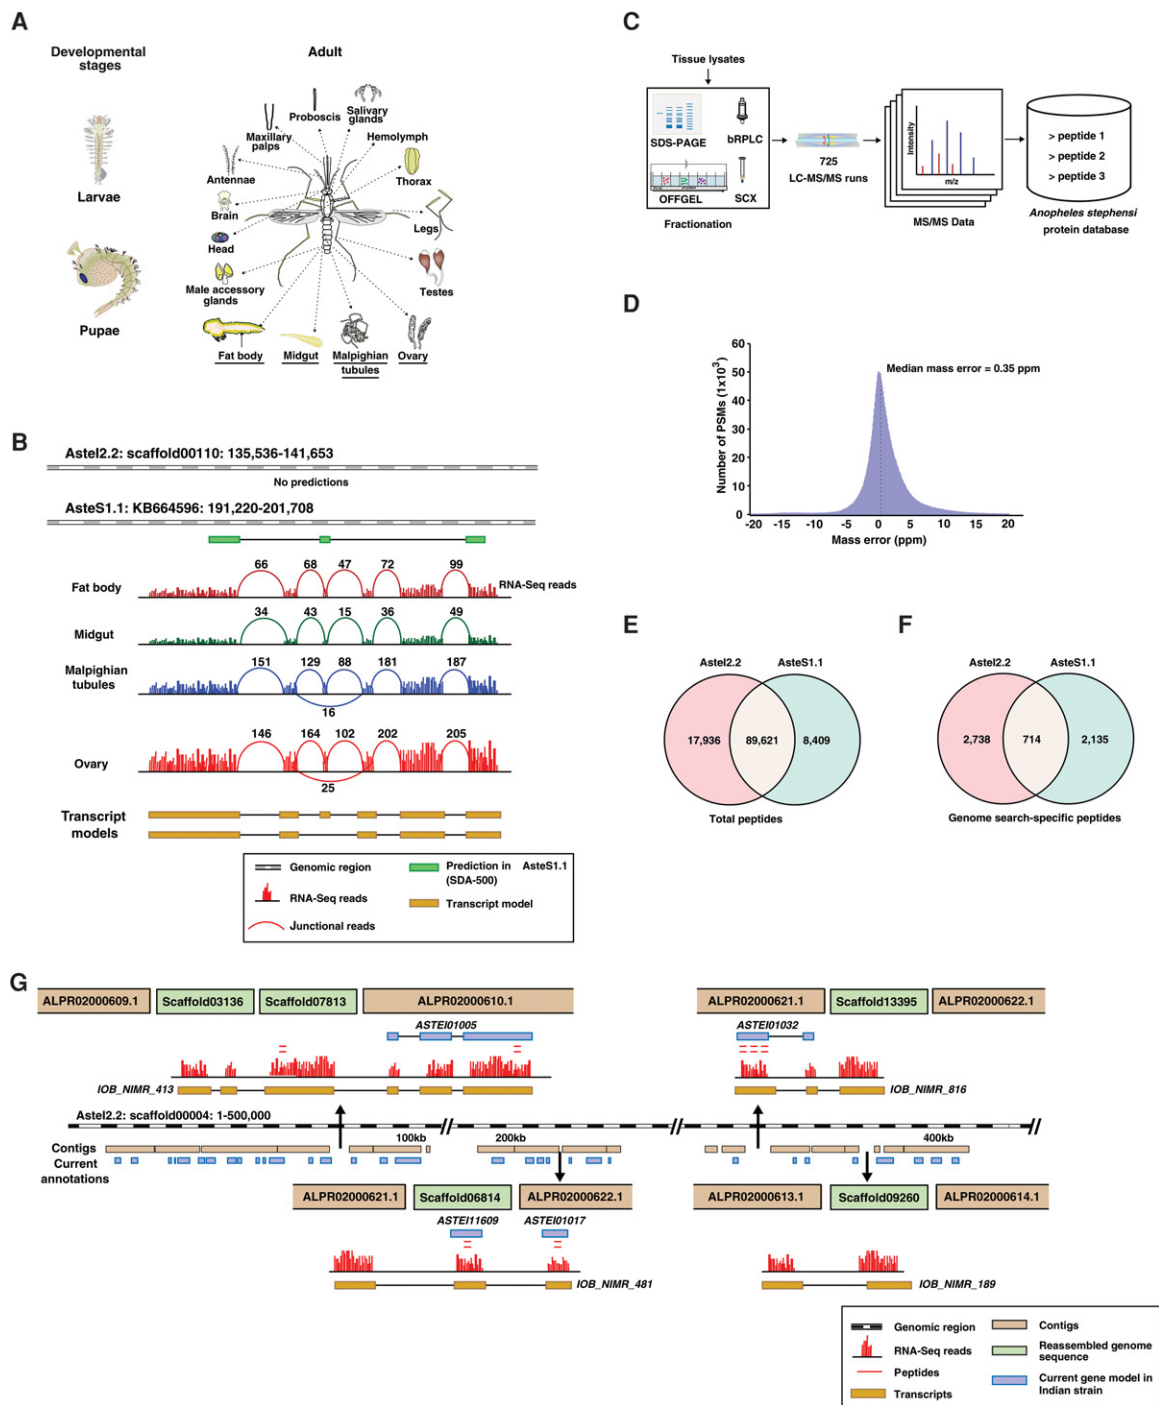 A
Developmental
stages
Adult
Larvae
Pupae
Proboscis
Salivary
glands
Maxillary
palps
Hemolymph
Antennae
Thorax
Brain
Legs
Head
Male accessory
glands
Testes
Fat body
Midgut
Malpighian
tubules
Ovary
B
AsteI2.2: scaffold00110: 135,536-141,653
No predictions
AsteS1.1: KB664596: 191,220-201,708
66 68 47 72 99
Fat body
RNA-Seq reads
34 43 15 36 49
Midgut
151 129 88 181 187
Malpighian
tubules
16
146 164 102 202 205
Ovary
25
Transcript
models
Genomic region
RNA-Seq reads
Junctional reads
Prediction in AsteS1.1
(SDA-500)
Transcript model
C
Tissue lysates
SDS-PAGE
bRPLC
OFFGEL
SCX
Fractionation
725
LC-MS/MS runs
Intensity
m/z
MS/MS Data
> peptide 1
> peptide 2
> peptide 3
Anopheles stephensi
protein database
D
Number of PSMs (1x10³)
60
50
40
30
20
10
0
Median mass error = 0.35 ppm
-20 -15 -10 -5 0 5 10 15 20
Mass error (ppm)
E
AsteI2.2 AsteS1.1
17,936 89,621 8,409
Total peptides
F
AsteI2.2 AsteS1.1
2,738 714 2,135
Genome search-specific peptides
G
ALPR02000609.1 Scaffold03136 Scaffold07813 ALPR02000610.1
ASTEI01005
IOB_NIMR_413
ALPR02000621.1 Scaffold13395 ALPR02000622.1
ASTEI01032
IOB_NIMR_816
AsteI2.2: scaffold00004: 1-500,000
Contigs
100kb 200kb 400kb
Current
annotations
ALPR02000621.1 Scaffold06814 ALPR02000622.1
ASTEI11609 ASTEI01017
IOB_NIMR_481
ALPR02000613.1 Scaffold09260 ALPR02000614.1
IOB_NIMR_189
Genomic region
RNA-Seq reads
Peptides
Transcripts
Contigs
Reassembled genome
sequence
Current gene model in
Indian strain